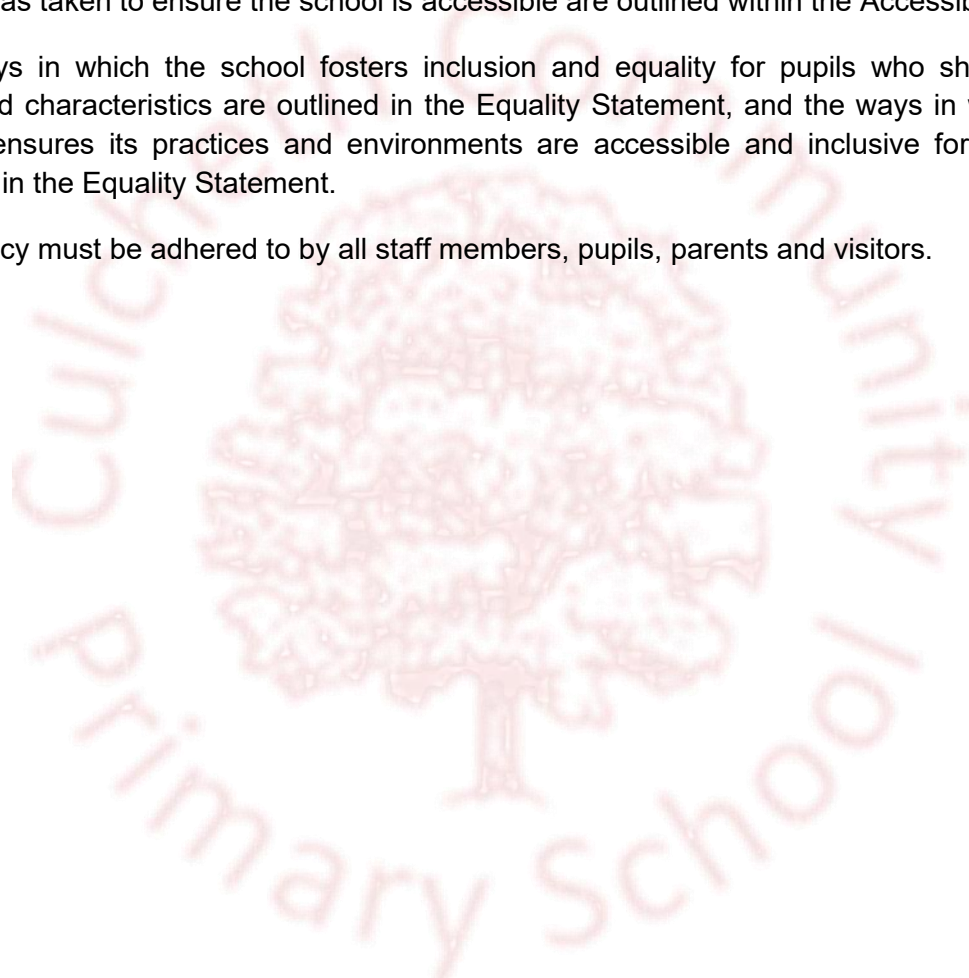 as taken to ensure the school is accessible are outlined within the
ys in which the school fosters inclusion and equality for pupils who
characteristics are outlined in the Equality Statement, and the ways in
ensures its practices and environments are accessible and inclusive for
in the Equality Statement.
must be adhered to by all staff members, pupils, parents and visitors.
Culcheth Community
Primary School